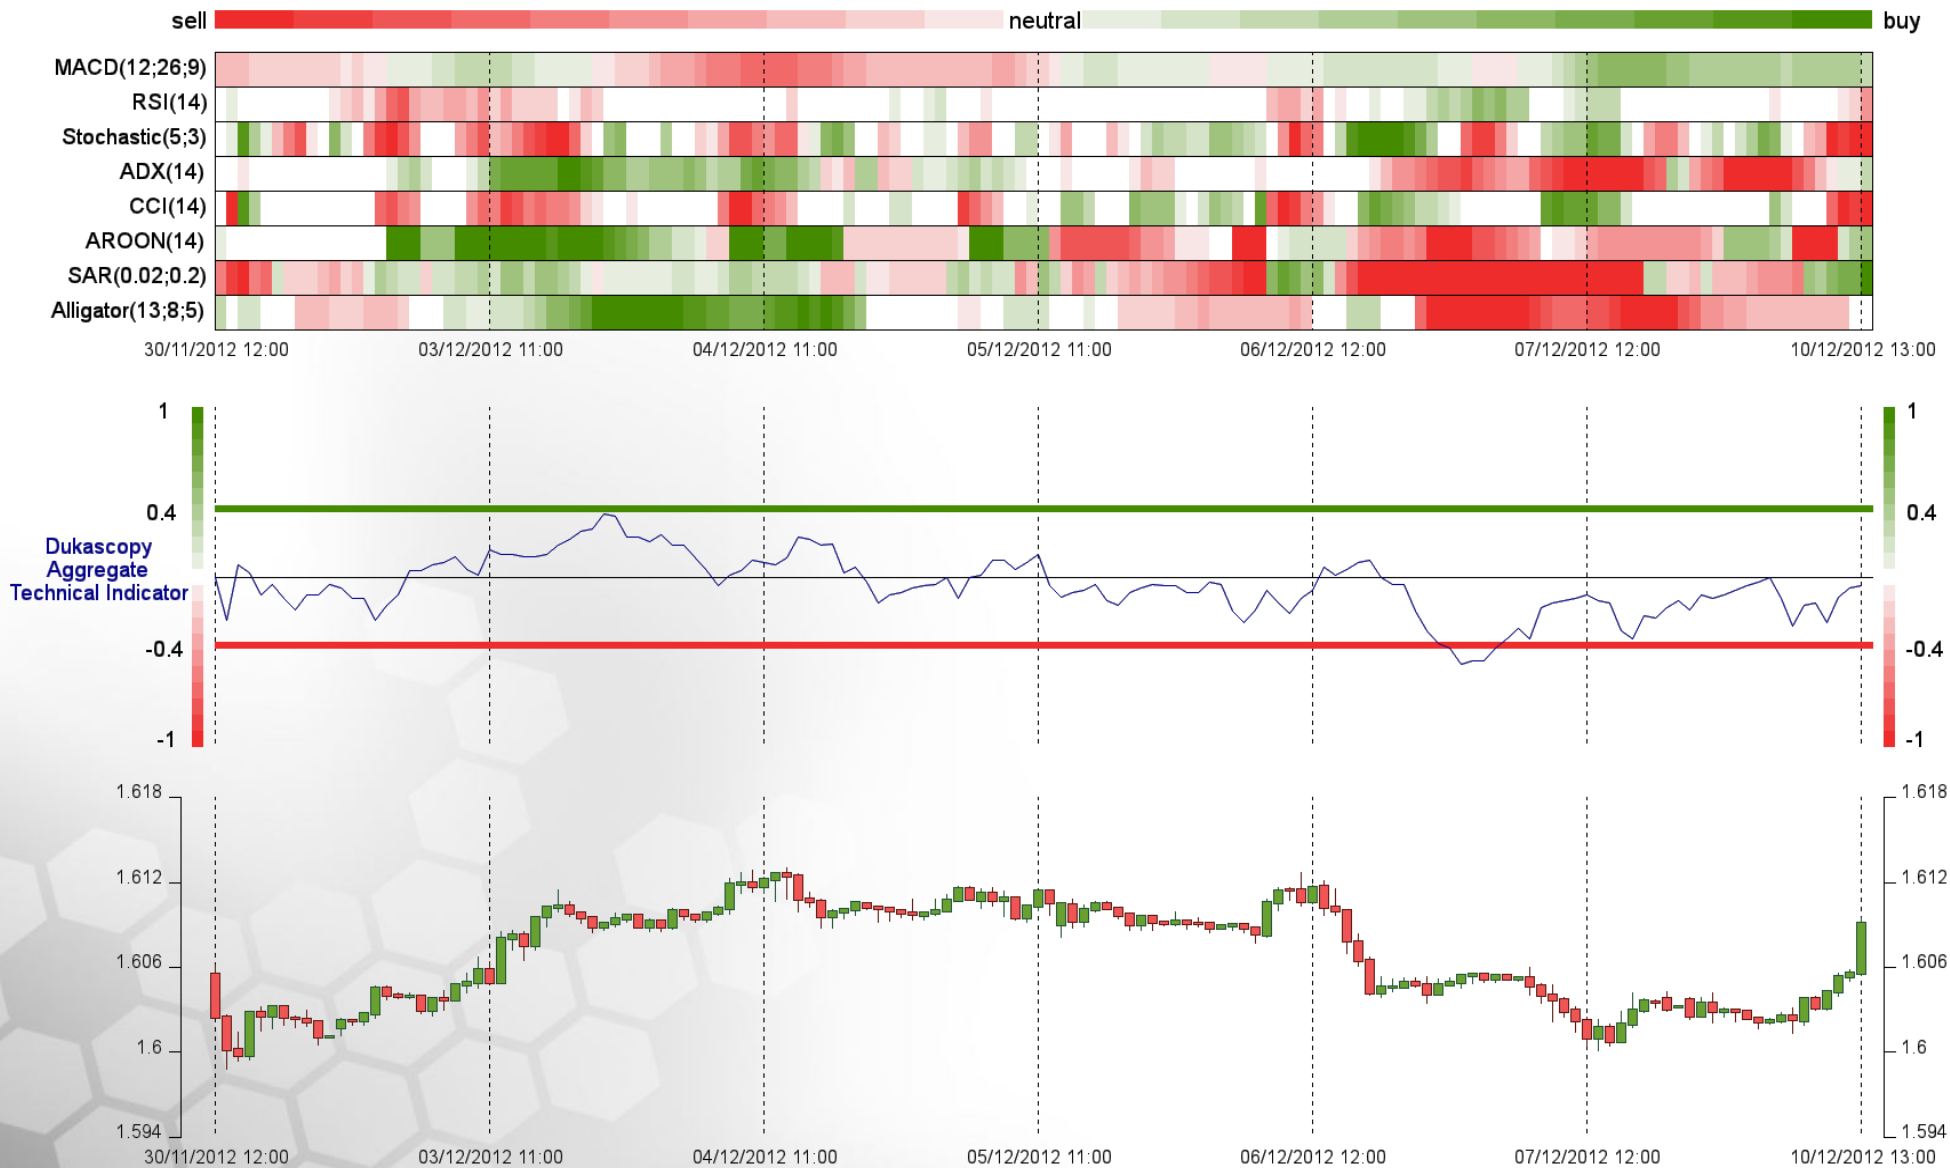 sell neutral buy
MACD(12;26;9)
RSI(14)
Stochastic(5;3)
ADX(14)
CCI(14)
AROON(14)
SAR(0.02;0.2)
Alligator(13;8;5)
30/11/2012 12:00 03/12/2012 11:00 04/12/2012 11:00 05/12/2012 11:00 06/12/2012 12:00 07/12/2012 12:00 10/12/2012 13:00
1 1
0.4 0.4
Dukascopy
Aggregate
Technical Indicator
-0.4 -0.4
-1 -1
1.618 1.618
1.612 1.612
1.606 1.606
1.6 1.6
1.594 1.594
30/11/2012 12:00 03/12/2012 11:00 04/12/2012 11:00 05/12/2012 11:00 06/12/2012 12:00 07/12/2012 12:00 10/12/2012 13:00